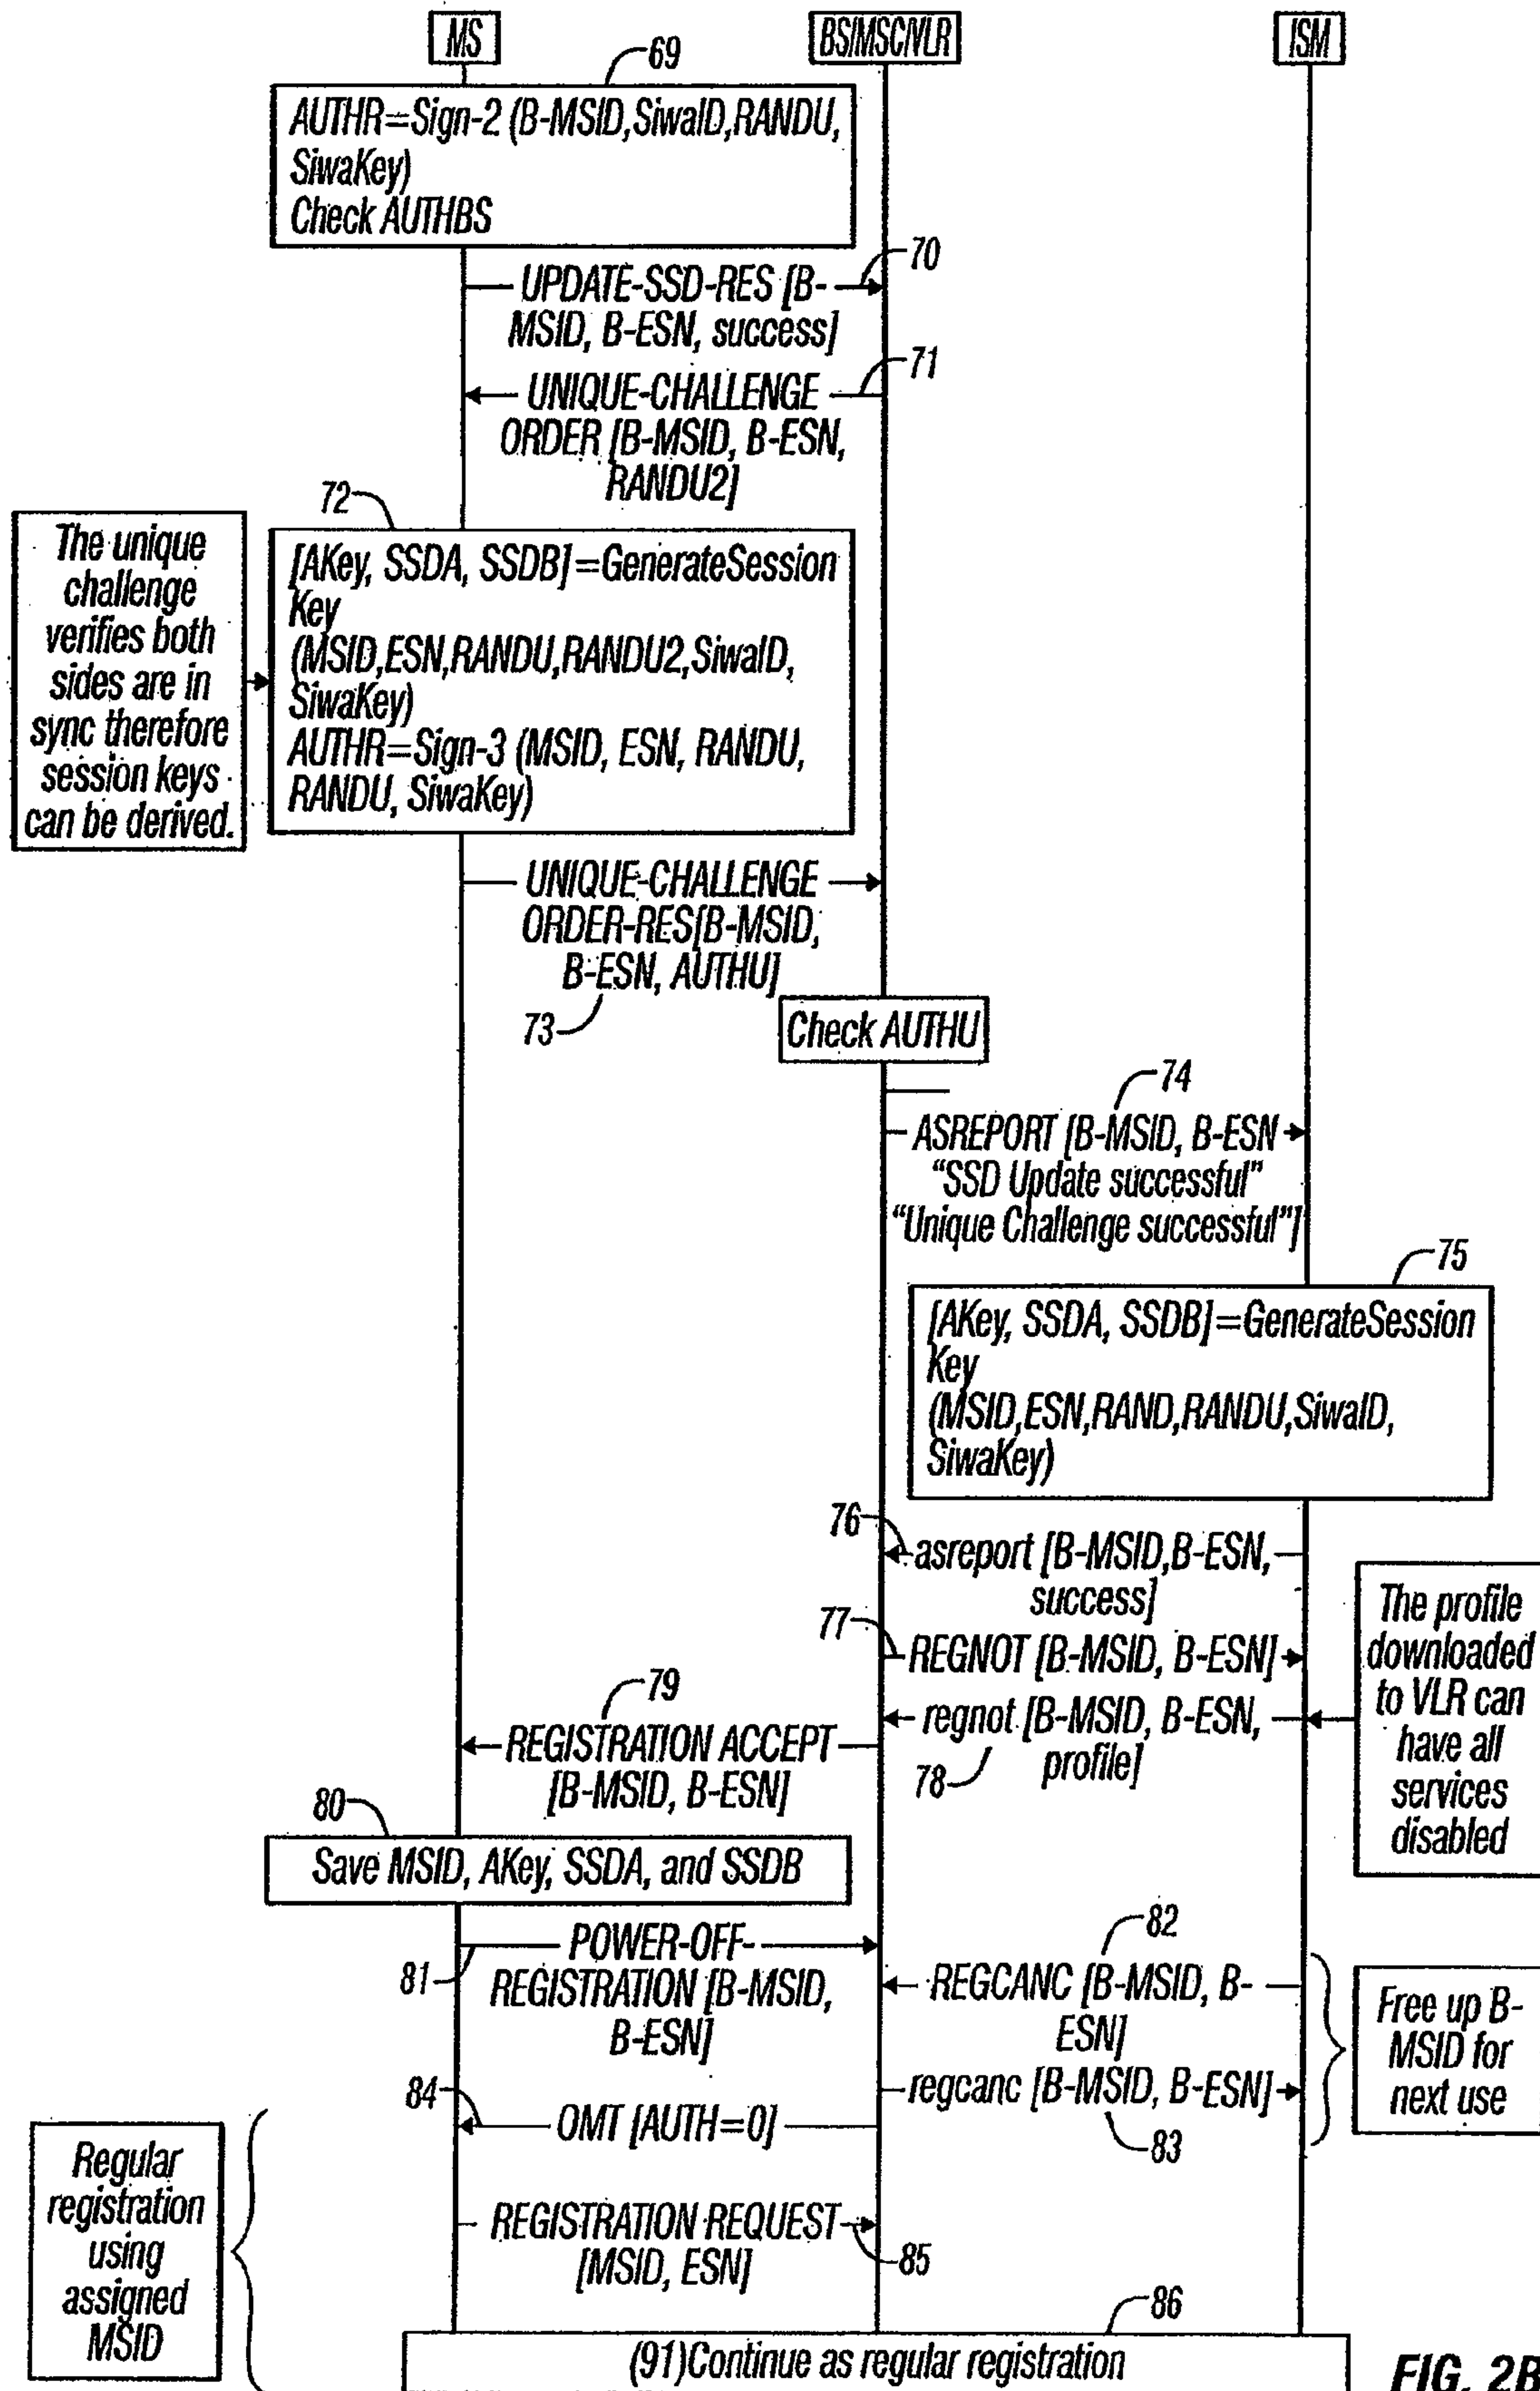 MS
BS/MSC/VLR
ISM
69
AUTHR=Sign-2 (B-MSID,SiwaID,RANDU,
SiwaKey)
Check AUTHBS
70
UPDATE-SSD-RES [B-
MSID, B-ESN, success]
71
UNIQUE-CHALLENGE
ORDER [B-MSID, B-ESN,
RANDU2]
72
The unique
challenge
verifies both
sides are in
sync therefore
session keys
can be derived.
[AKey, SSDA, SSDB]=GenerateSession
Key
(MSID,ESN,RANDU,RANDU2,SiwaID,
SiwaKey)
AUTHR=Sign-3 (MSID, ESN, RANDU,
RANDU, SiwaKey)
UNIQUE-CHALLENGE
ORDER-RES[B-MSID,
B-ESN, AUTHU]
73
Check AUTHU
74
ASREPORT [B-MSID, B-ESN
“SSD Update successful”
“Unique Challenge successful”]
75
[AKey, SSDA, SSDB]=GenerateSession
Key
(MSID,ESN,RAND,RANDU,SiwaID,
SiwaKey)
76
asreport [B-MSID,B-ESN,
success]
77
REGNOT [B-MSID, B-ESN]
The profile
downloaded
to VLR can
have all
services
disabled
79
regnot [B-MSID, B-ESN,
profile]
78
REGISTRATION ACCEPT
[B-MSID, B-ESN]
80
Save MSID, AKey, SSDA, and SSDB
81
POWER-OFF-
REGISTRATION [B-MSID,
B-ESN]
82
REGCANC [B-MSID, B-
ESN]
Free up B-
MSID for
next use
regcanc [B-MSID, B-ESN]
83
84
OMT [AUTH=0]
Regular
registration
using
assigned
MSID
REGISTRATION REQUEST
[MSID, ESN]
85
86
(91)Continue as regular registration
FIG. 2B